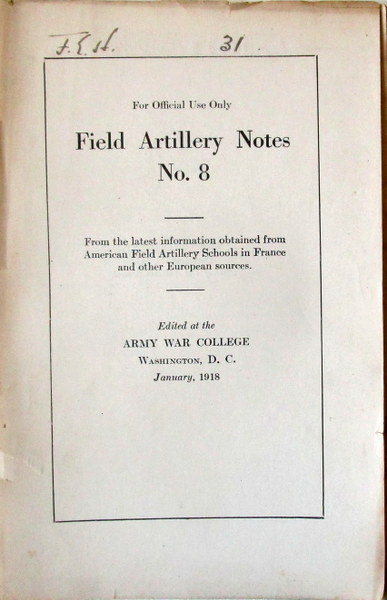 F.E.H. 31.
For Official Use Only
Field Artillery Notes
No. 8
From the latest information obtained from
American Field Artillery Schools in France
and other European sources.
Edited at the
ARMY WAR COLLEGE
WASHINGTON, D. C.
January, 1918